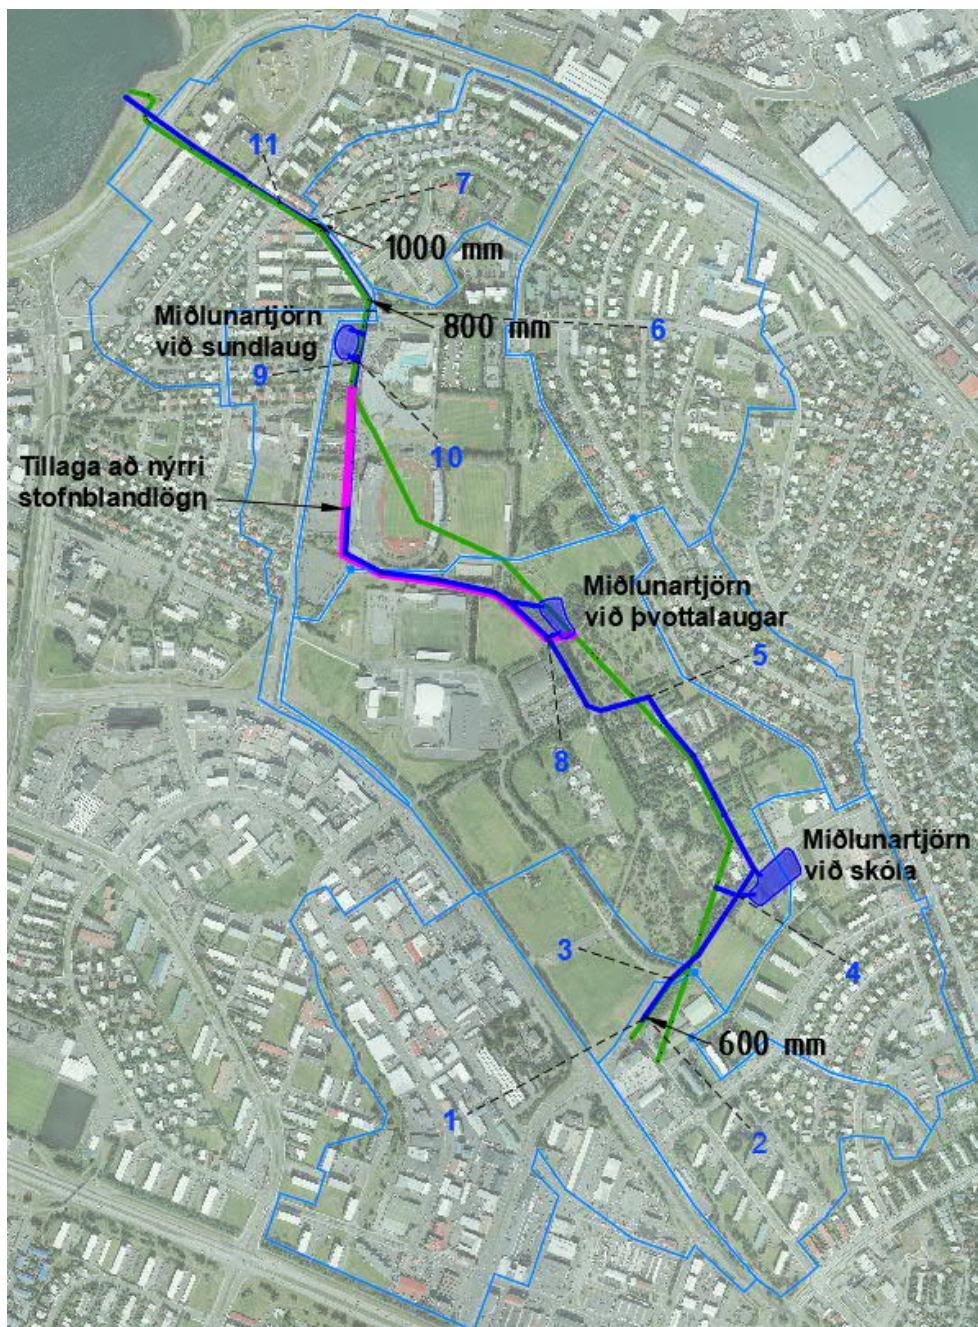 11
7
1000 mm
Miðlunartjörn
við sundlaug
800 mm
6
9
10
Tillaga að nýrri
stofnblandlögn
Miðlunartjörn
við þvottalaugar
5
8
Miðlunartjörn
við skóla
3
4
600 mm
1
2